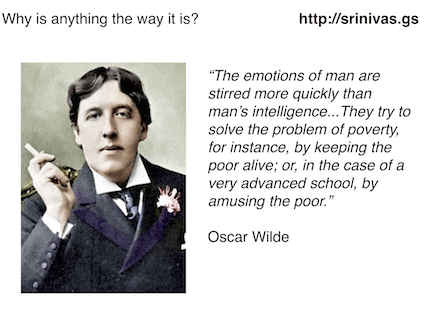 Why is anything the way it is?
http://srinivas.gs
“The emotions of man are
stirred more quickly than
man’s intelligence...They try to
solve the problem of poverty,
for instance, by keeping the
poor alive; or, in the case of a
very advanced school, by
amusing the poor.”
Oscar Wilde